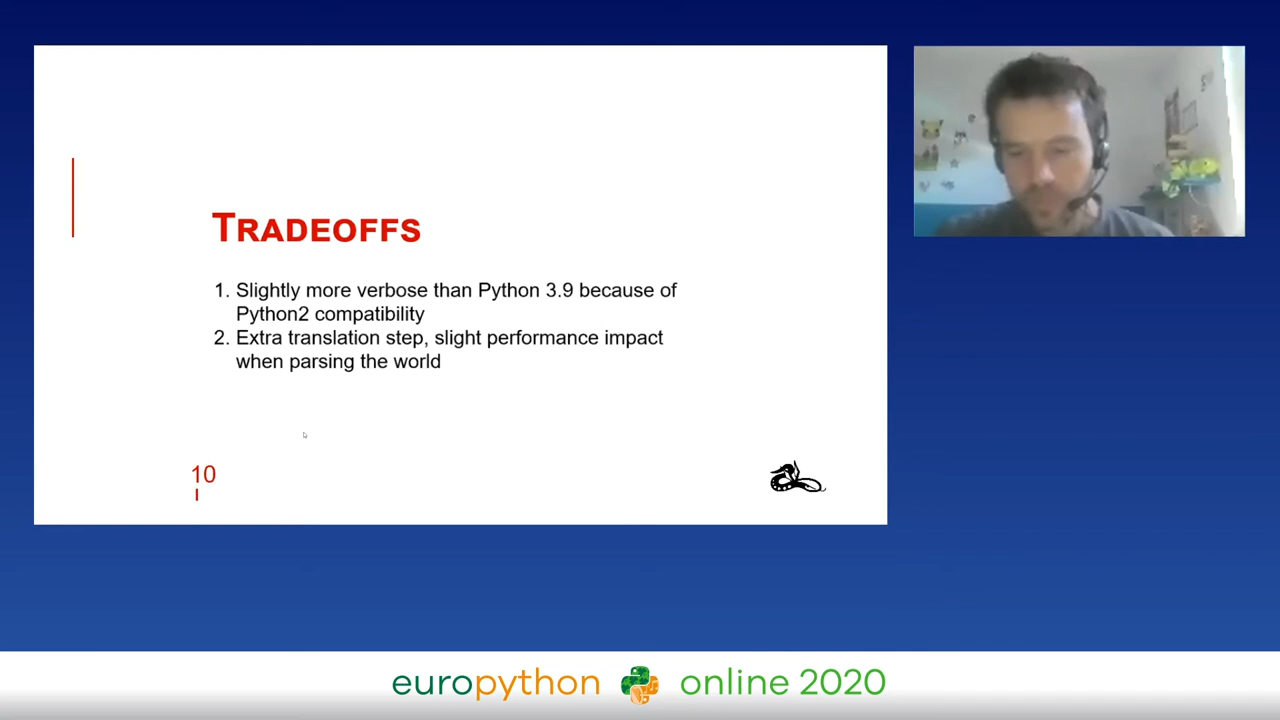 TRADEOFFS
1. Slightly more verbose than Python 3.9 because of
Python2 compatibility
2. Extra translation step, slight performance impact
when parsing the world
10
europython online 2020